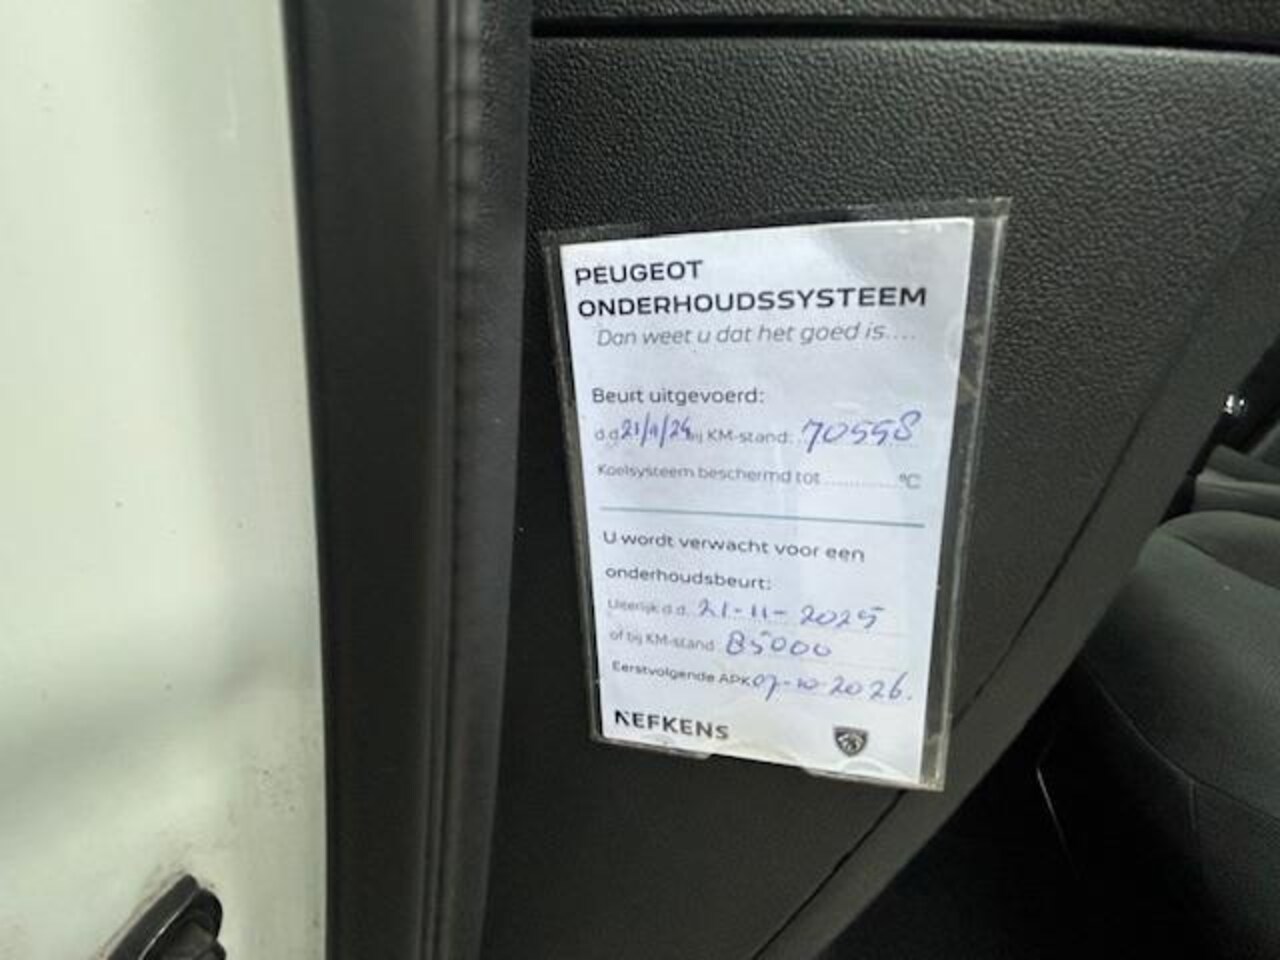 PEUGEOT
ONDERHOUDSSYSTEEM
Dan weet u dat het goed is....
Beurt uitgevoerd:
d.d. 21/11/24 bij KM-stand: 70558
Koelsysteem beschermd tot ............°C
U wordt verwacht voor een
onderhoudsbeurt:
Uiterlijk d.d. 21-11-2025
of bij KM-stand: 85000
Eerstvolgende APK 07-10-2026.
NEFKENS